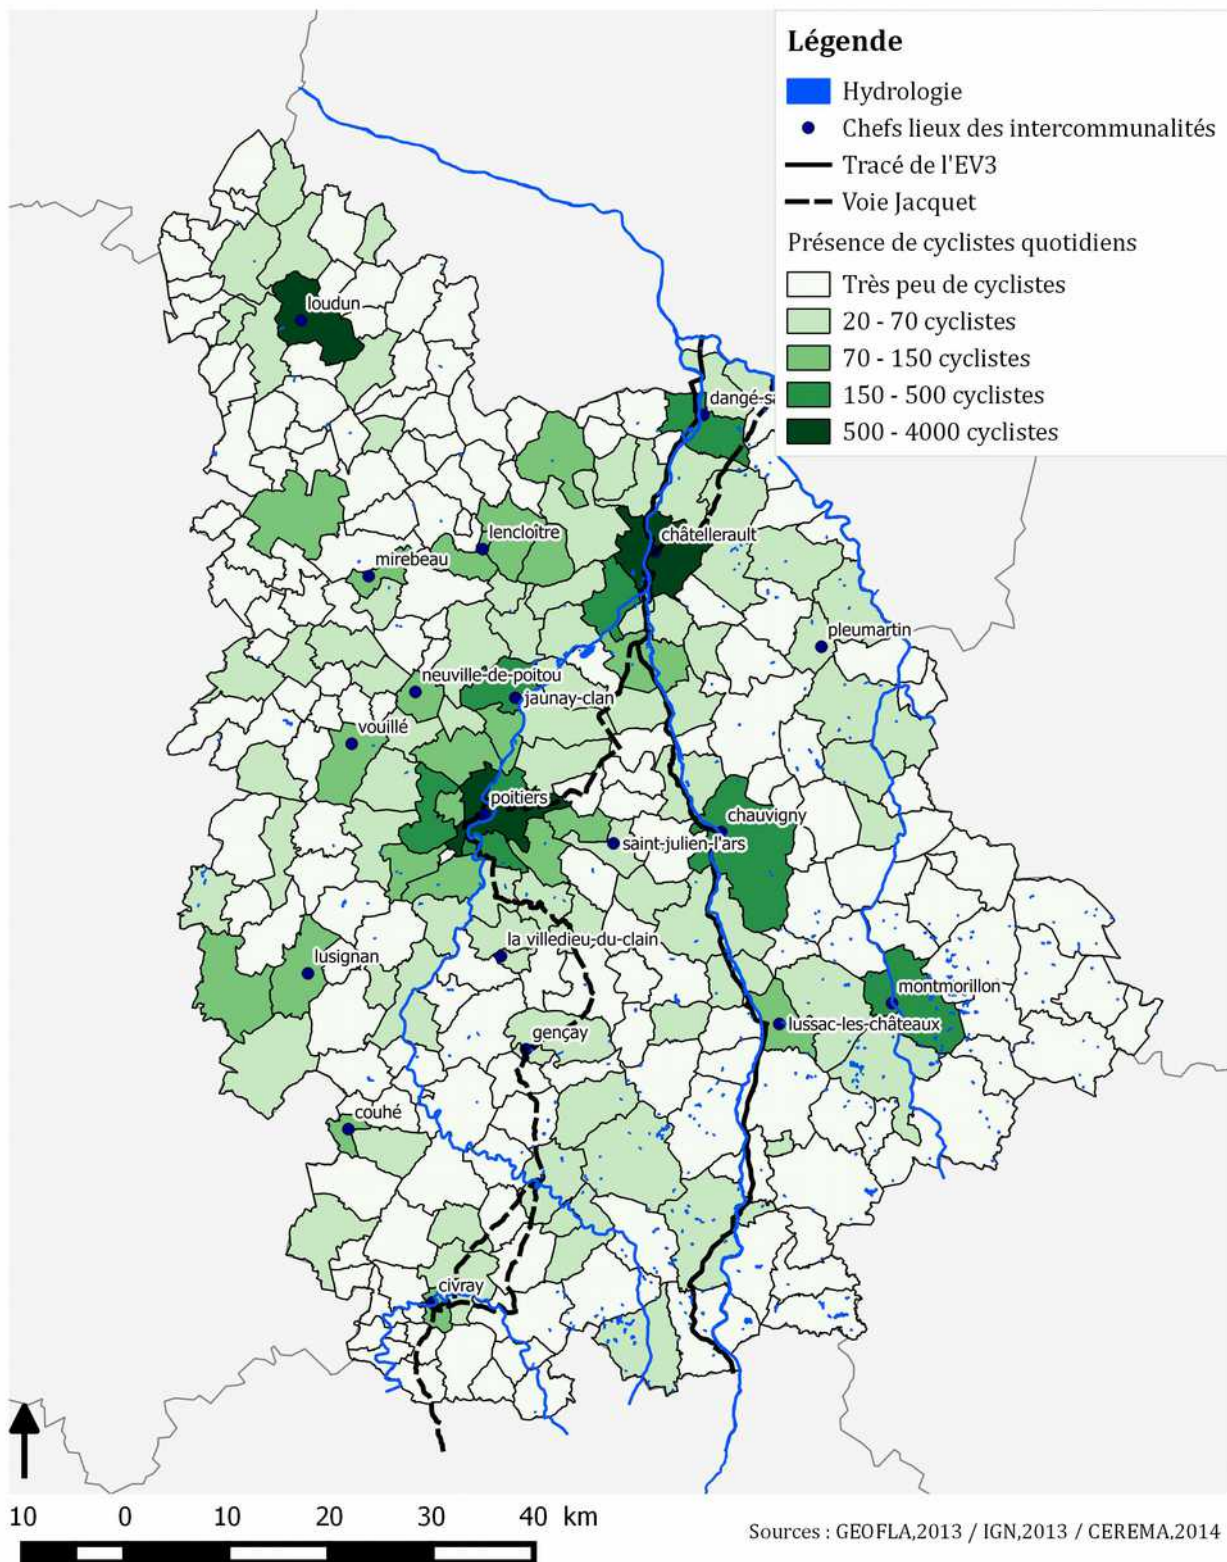 Légende
Hydrologie
Chefs lieux des intercommunalités
Tracé de l'EV3
Voie Jacquet
Présence de cyclistes quotidiens
Très peu de cyclistes
20 - 70 cyclistes
70 - 150 cyclistes
150 - 500 cyclistes
500 - 4000 cyclistes
loudun
dangé-sa
châtellerault
lencloître
mirebeau
pleumartin
neuville-de-poitou
jaunay-clan
vouillé
poitiers
chauvigny
saint-julien-l'ars
la villedieu-du-clain
lusignan
montmorillon
lussac-les-châteaux
gençay
couhé
civray
10 0 10 20 30 40 km
Sources : GEOFLA,2013 / IGN,2013 / CEREMA,2014